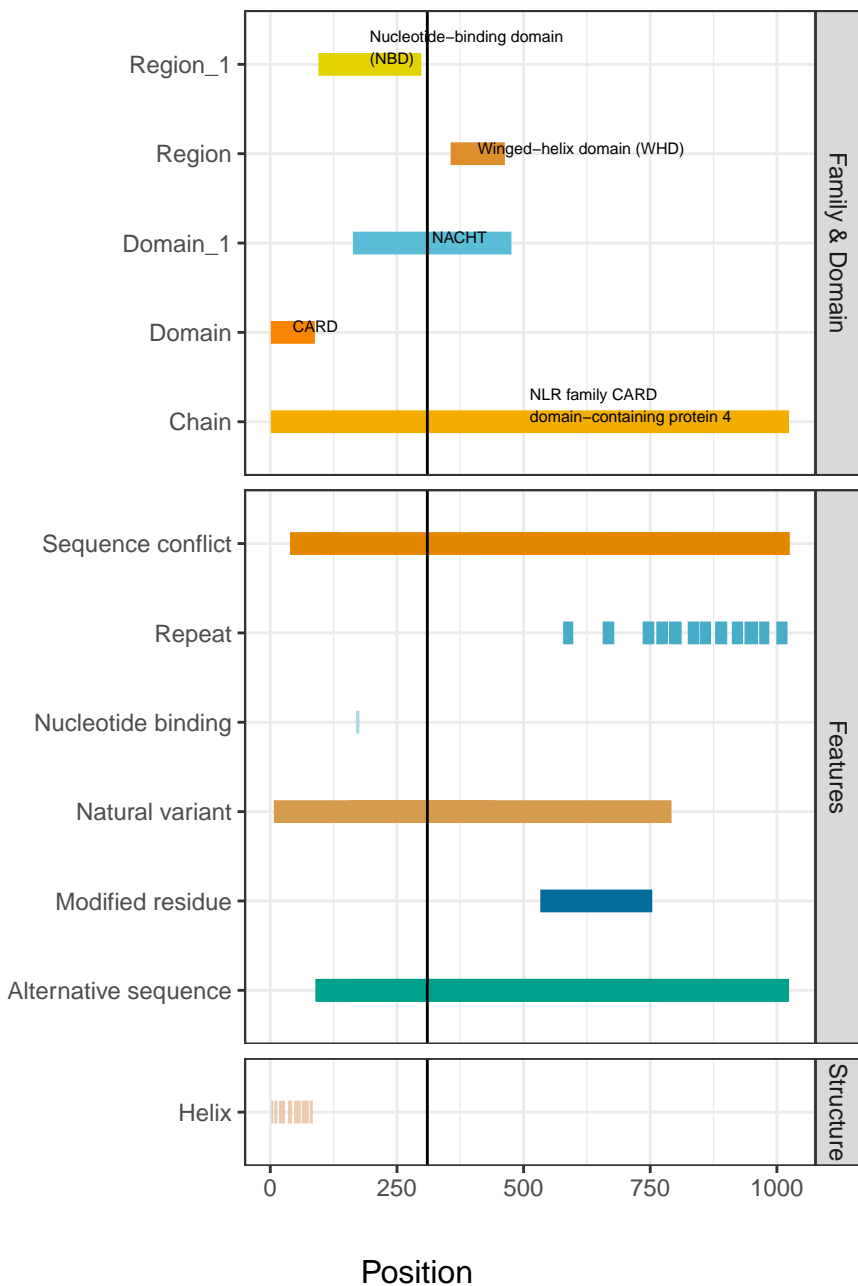 Nucleotide−binding domain
(NBD)
Region_1
Winged−helix domain (WHD)
Region
NACHT
Domain_1
CARD
Domain
NLR family CARD
domain−containing protein 4
Chain
Family & Domain
Sequence conflict
Repeat
Nucleotide binding
Natural variant
Modified residue
Alternative sequence
Features
Helix
Structure
0 250 500 750 1000
Position